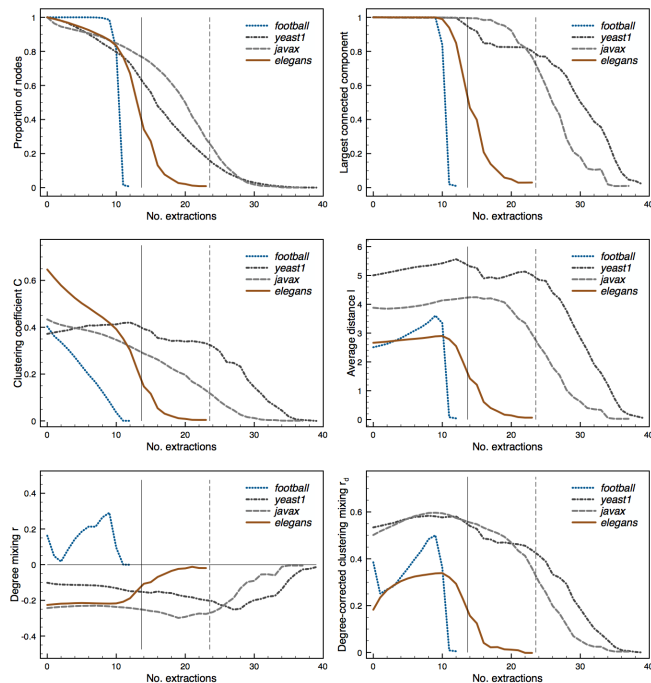 football
yeast1
javax
elegans
Proportion of nodes
1
0.8
0.6
0.4
0.2
0
0 10 20 30 40
No. extractions
football
yeast1
javax
elegans
Largest connected component
1
0.8
0.6
0.4
0.2
0
0 10 20 30 40
No. extractions
football
yeast1
javax
elegans
Clustering coefficient C
0.6
0.4
0.2
0
0 10 20 30 40
No. extractions
football
yeast1
javax
elegans
Average distance l
6
5
4
3
2
1
0
0 10 20 30 40
No. extractions
football
yeast1
javax
elegans
Degree mixing r
0.4
0.2
0
-0.2
-0.4
0 10 20 30 40
No. extractions
football
yeast1
javax
elegans
Degree-corrected clustering mixing rd
0.6
0.4
0.2
0
0 10 20 30 40
No. extractions